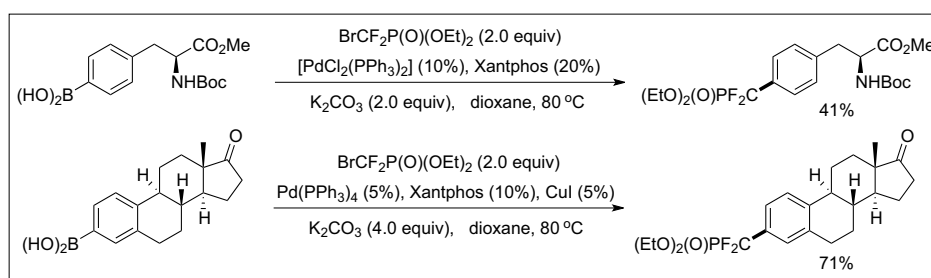 BrCF2P(O)(OEt)2 (2.0 equiv)
[PdCl2(PPh3)2] (10%), Xantphos (20%)
K2CO3 (2.0 equiv),   dioxane, 80 °C
CO2Me
NHBoc
(HO)2B
CO2Me
NHBoc
(EtO)2(O)PF2C
41%
BrCF2P(O)(OEt)2 (2.0 equiv)
Pd(PPh3)4 (5%), Xantphos (10%), CuI (5%)
K2CO3 (4.0 equiv),   dioxane, 80 °C
O
H
H
H
(HO)2B
O
H
H
H
(EtO)2(O)PF2C
71%